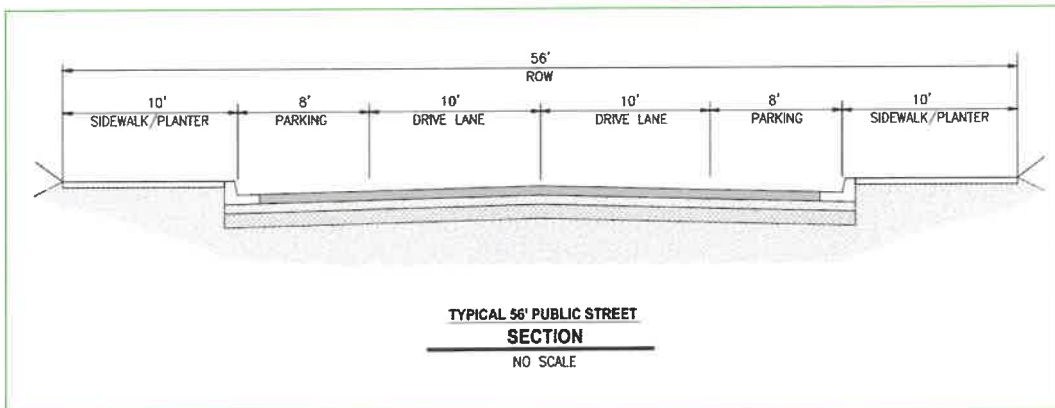 56'
ROW
10' 8' 10' 10' 8' 10'
SIDEWALK/PLANTER PARKING DRIVE LANE DRIVE LANE PARKING SIDEWALK/PLANTER
TYPICAL 56' PUBLIC STREET
SECTION
NO SCALE